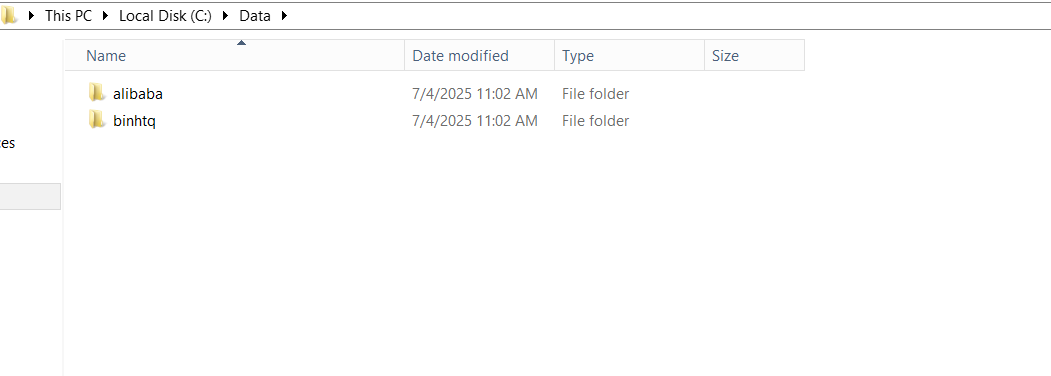 This PC Local Disk (C:) Data
Name Date modified Type Size
alibaba 7/4/2025 11:02 AM File folder
binhtq 7/4/2025 11:02 AM File folder